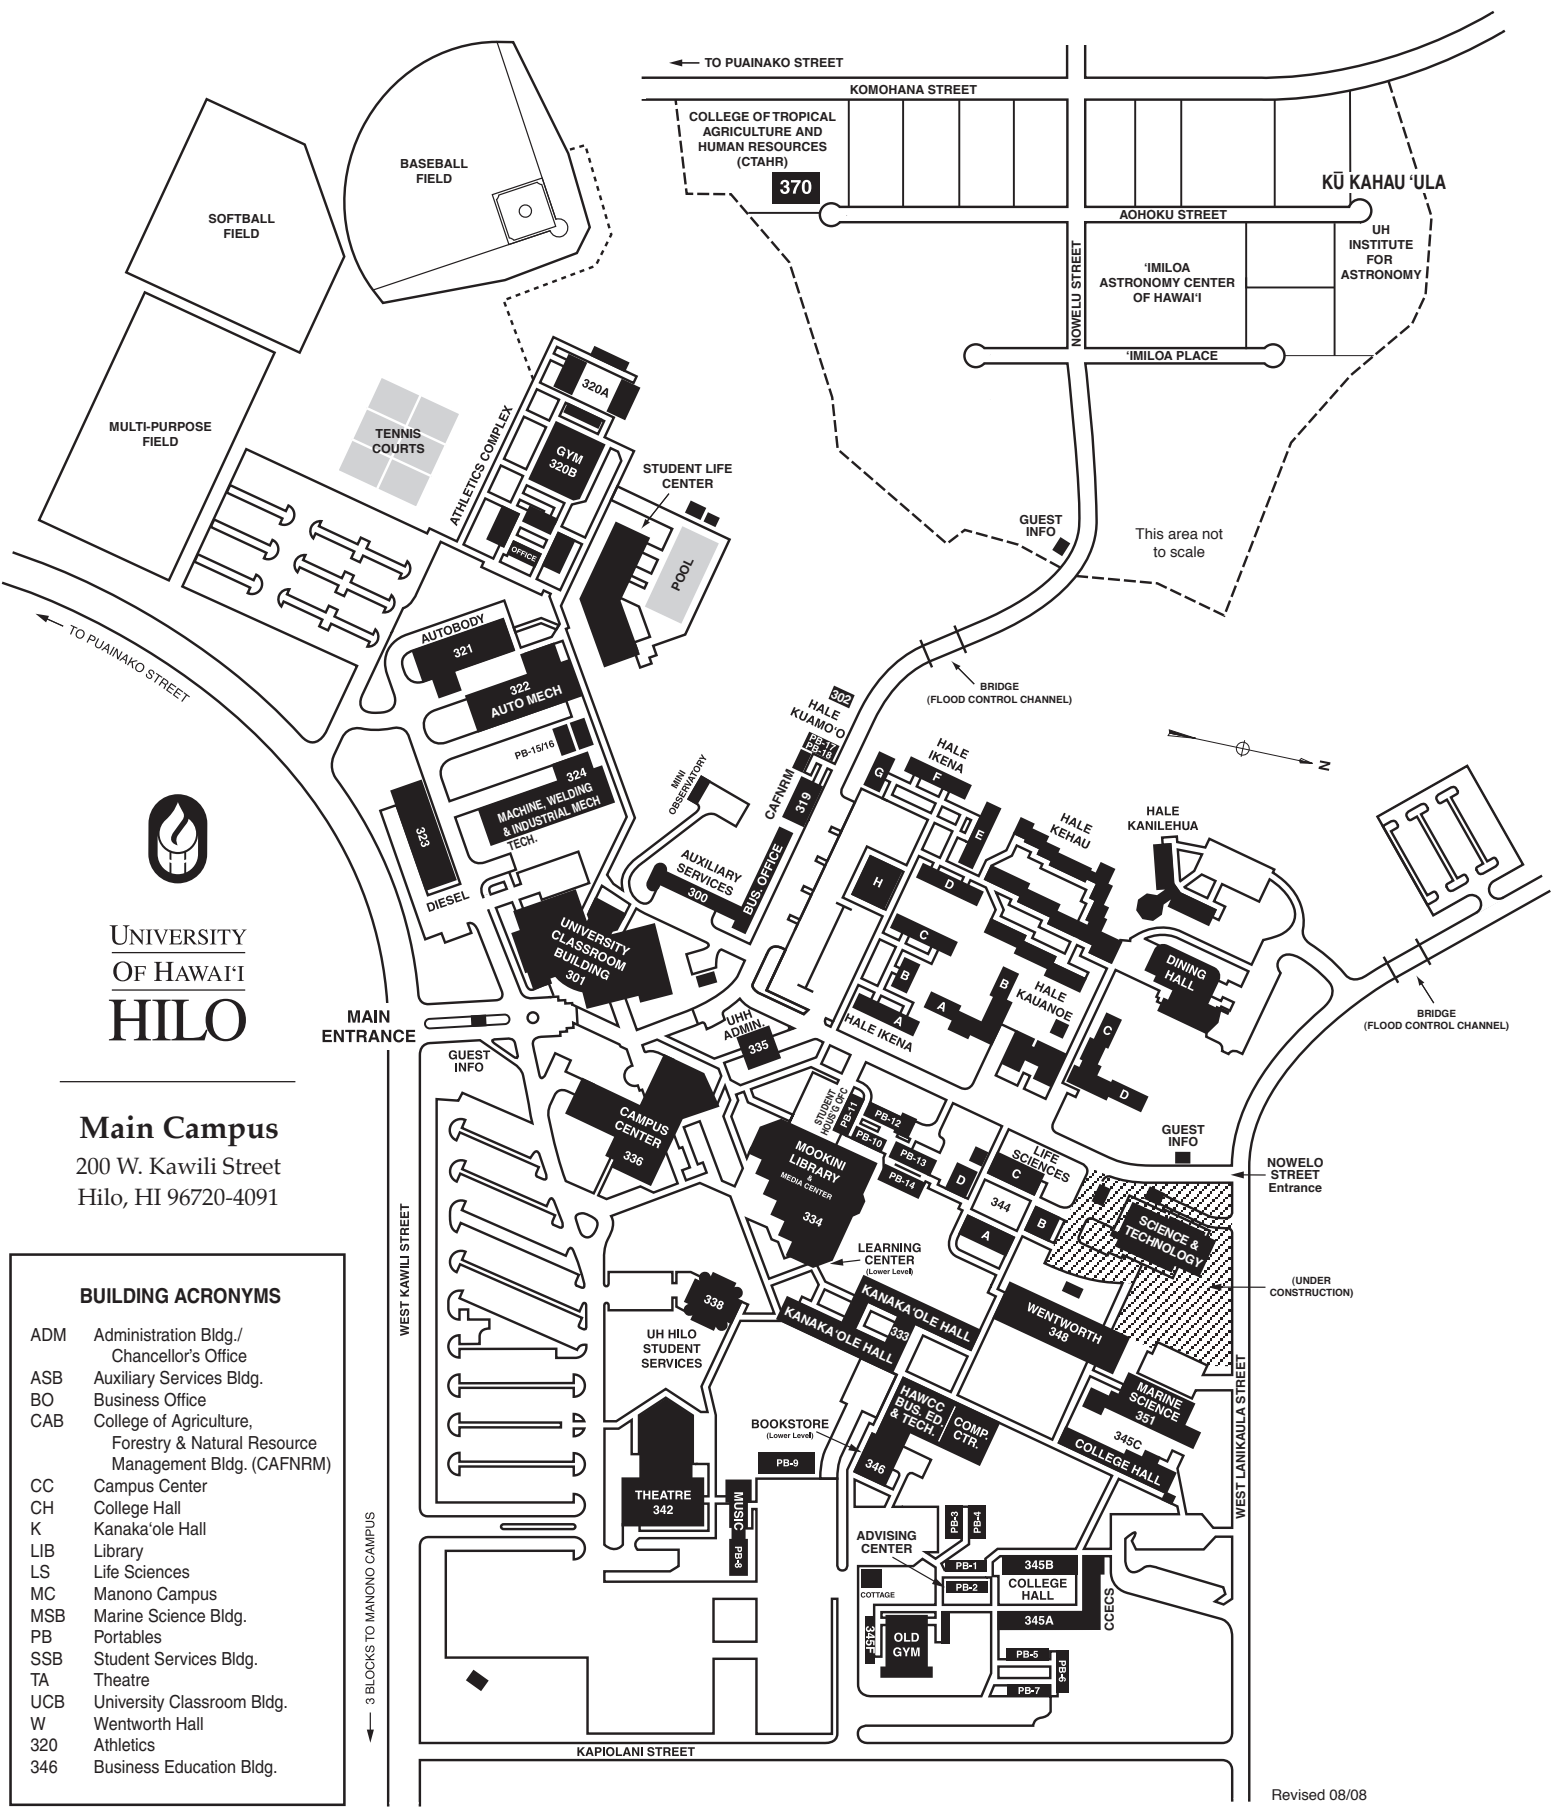 TO PUAINAKO STREET
KOMOHANA STREET
COLLEGE OF TROPICAL
AGRICULTURE AND
HUMAN RESOURCES
(CTAHR)
370
KŪ KAHAU ‘ULA
AOHOKU STREET
UH
INSTITUTE
FOR
ASTRONOMY
‘IMILOA
ASTRONOMY CENTER
OF HAWAI‘I
NOWELU STREET
‘IMILOA PLACE
BASEBALL
FIELD
SOFTBALL
FIELD
MULTI-PURPOSE
FIELD
TENNIS
COURTS
ATHLETICS COMPLEX
320A
GYM
320B
OFFICE
STUDENT LIFE
CENTER
POOL
GUEST
INFO
This area not
to scale
TO PUAINAKO STREET
AUTOBODY
321
322
AUTO MECH
PB-15/16
324
MACHINE, WELDING
& INDUSTRIAL MECH
TECH.
323
DIESEL
BRIDGE
(FLOOD CONTROL CHANNEL)
302
HALE
KUAMO‘O
PB-17
PB-18
MINI
OBSERVATORY
CAFNRM
319
AUXILIARY
SERVICES
300
BUS. OFFICE
UNIVERSITY
CLASSROOM
BUILDING
301
G
HALE
IKENA
F
E
D
H
C
B
A
HALE IKENA
HALE
KEHAU
HALE
KANILEHUA
N
DINING
HALL
HALE
KAUANOE
A
B
C
D
BRIDGE
(FLOOD CONTROL CHANNEL)
UNIVERSITY
OF HAWAI‘I
HILO
Main Campus
200 W. Kawili Street
Hilo, HI 96720-4091
MAIN
ENTRANCE
GUEST
INFO
UHH
ADMIN.
335
CAMPUS
CENTER
336
STUDENT
HOUS'G OFC
PB-11
PB-12
PB-10
PB-13
PB-14
MOOKINI
LIBRARY
&
MEDIA CENTER
334
LIFE
SCIENCES
C
D
344
B
A
GUEST
INFO
NOWELO
STREET
Entrance
SCIENCE &
TECHNOLOGY
(UNDER
CONSTRUCTION)
LEARNING
CENTER
(Lower Level)
KANAKA‘OLE HALL
333
KANAKA‘OLE HALL
WENTWORTH
348
338
UH HILO
STUDENT
SERVICES
WEST KAWILI STREET
WEST LANIKAULA STREET
MARINE
SCIENCE
351
345C
COLLEGE HALL
HAWCC
BUS. ED.
& TECH.
COMP.
CTR.
346
BOOKSTORE
(Lower Level)
PB-9
THEATRE
342
MUSIC
PB-8
PB-3
PB-4
ADVISING
CENTER
PB-1
PB-2
345B
COLLEGE
HALL
345A
CCECS
COTTAGE
345F
OLD
GYM
PB-5
PB-6
PB-7
3 BLOCKS TO MANONO CAMPUS
KAPIOLANI STREET
BUILDING ACRONYMS
ADM Administration Bldg./
Chancellor’s Office
ASB Auxiliary Services Bldg.
BO Business Office
CAB College of Agriculture,
Forestry & Natural Resource
Management Bldg. (CAFNRM)
CC Campus Center
CH College Hall
K Kanaka‘ole Hall
LIB Library
LS Life Sciences
MC Manono Campus
MSB Marine Science Bldg.
PB Portables
SSB Student Services Bldg.
TA Theatre
UCB University Classroom Bldg.
W Wentworth Hall
320 Athletics
346 Business Education Bldg.
Revised 08/08